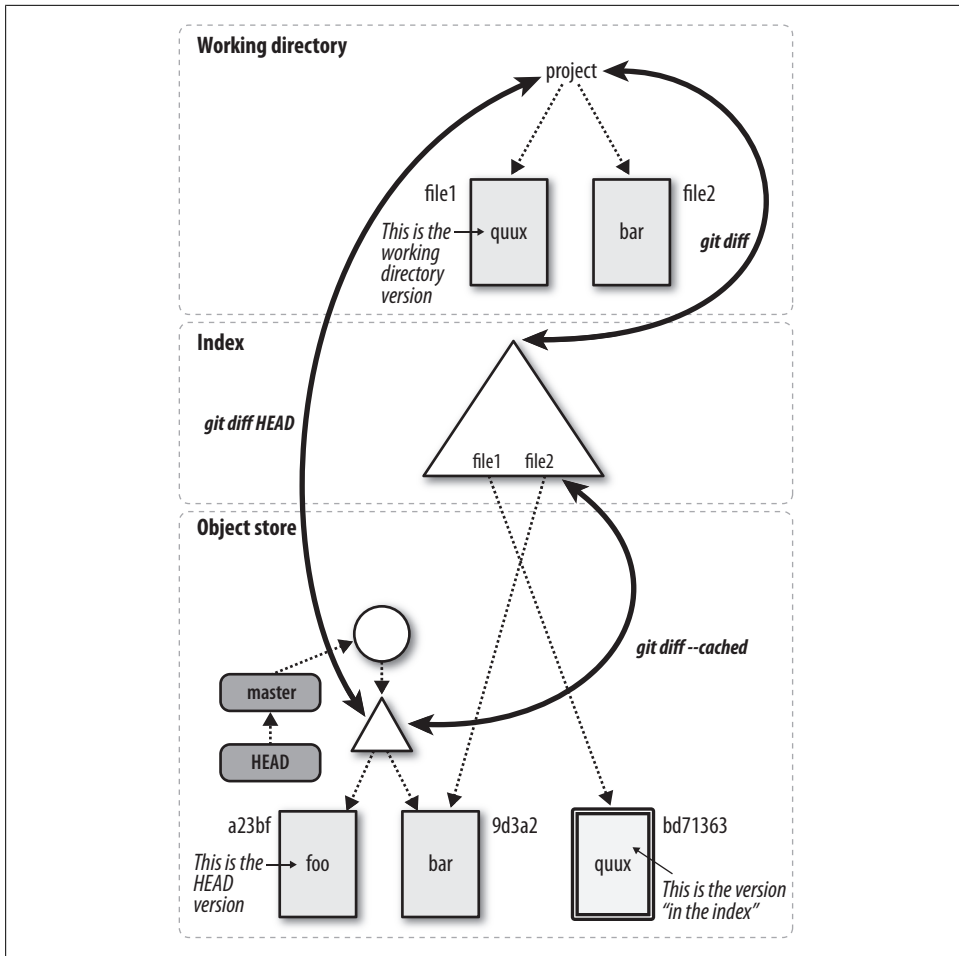 Working directory
project
file1
file2
This is the
working
directory
version
quux
bar
git diff
Index
git diff HEAD
file1
file2
Object store
git diff --cached
master
HEAD
a23bf
9d3a2
bd71363
This is the
HEAD
version
foo
bar
quux
This is the version
“in the index”